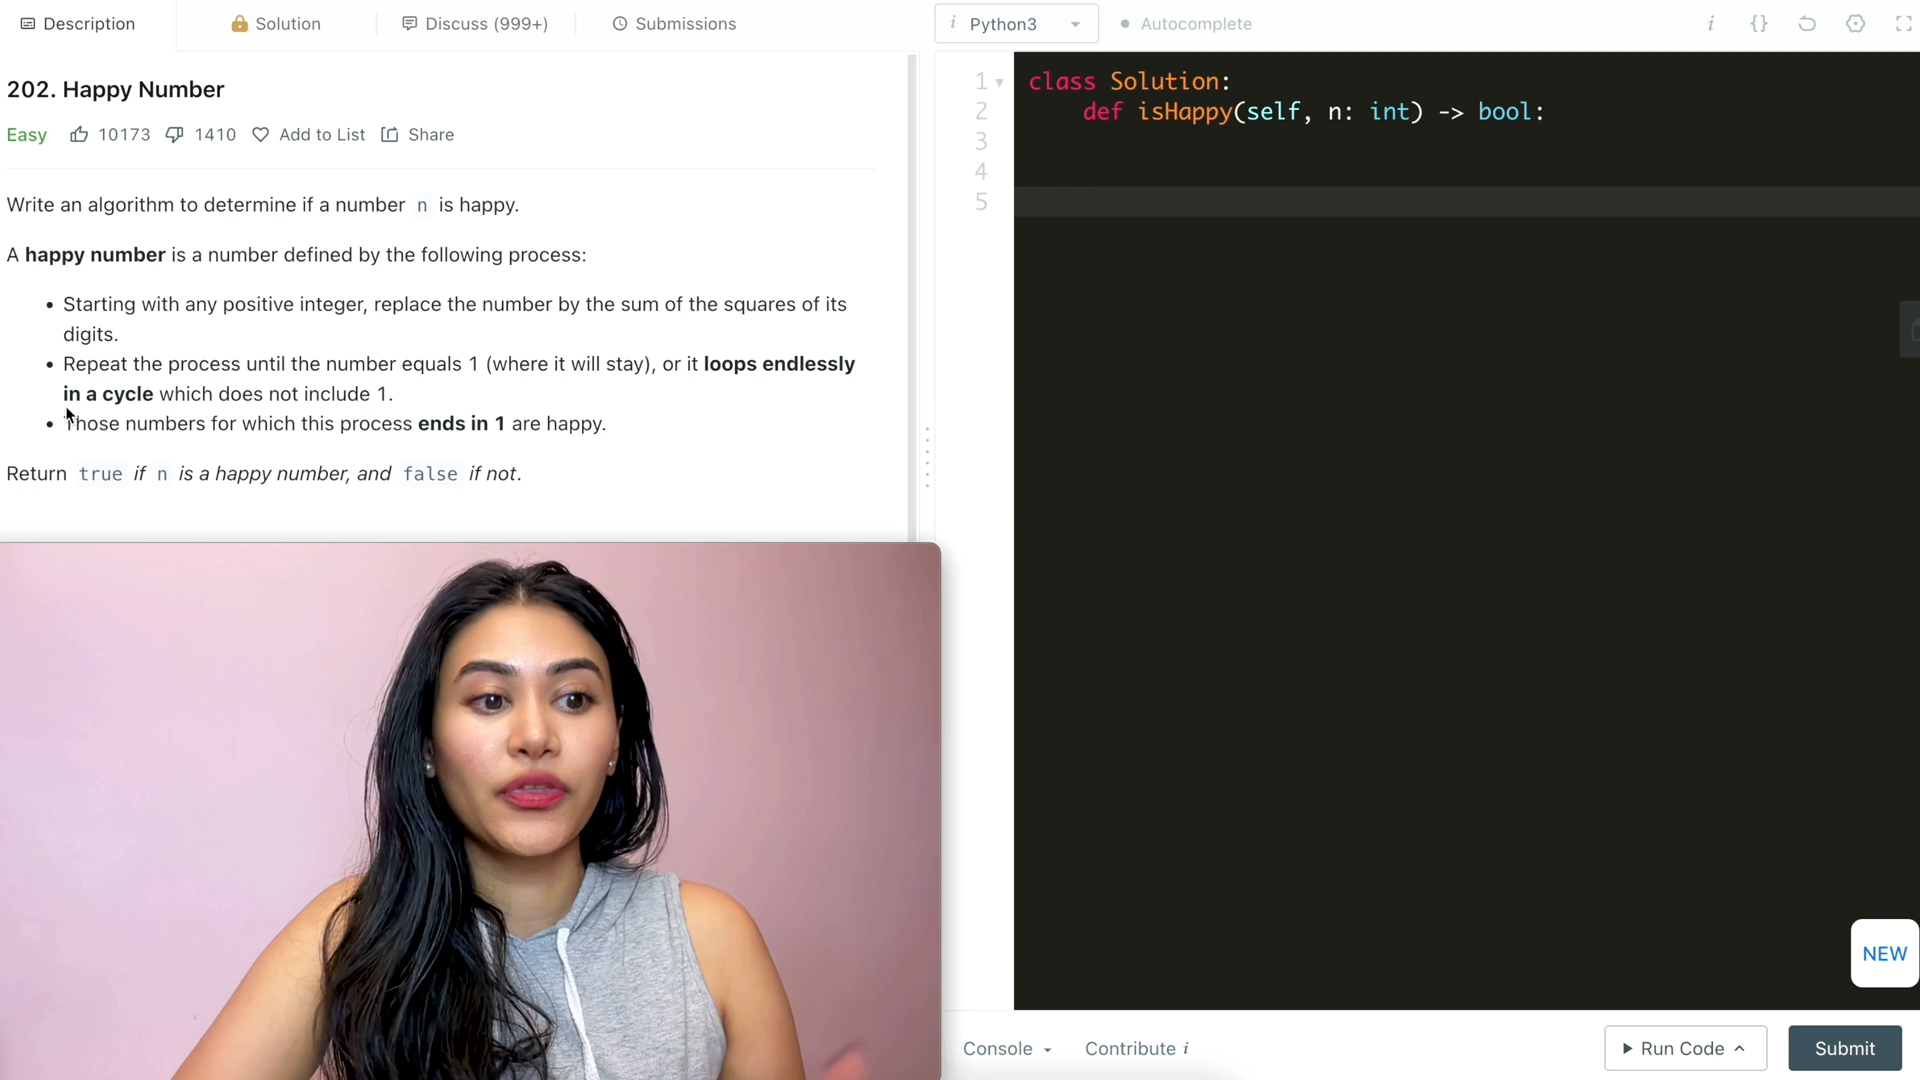 Description
Solution
Discuss (999+)
Submissions
i Python3
Autocomplete
i {}
202. Happy Number
Easy 10173 1410 Add to List Share
Write an algorithm to determine if a number n is happy.
A happy number is a number defined by the following process:
• Starting with any positive integer, replace the number by the sum of the squares of its
digits.
• Repeat the process until the number equals 1 (where it will stay), or it loops endlessly
in a cycle which does not include 1.
• Those numbers for which this process ends in 1 are happy.
Return true if n is a happy number, and false if not.
1 class Solution:
2 def isHappy(self, n: int) -> bool:
3
4
5
NEW
Console
Contribute i
Run Code
Submit